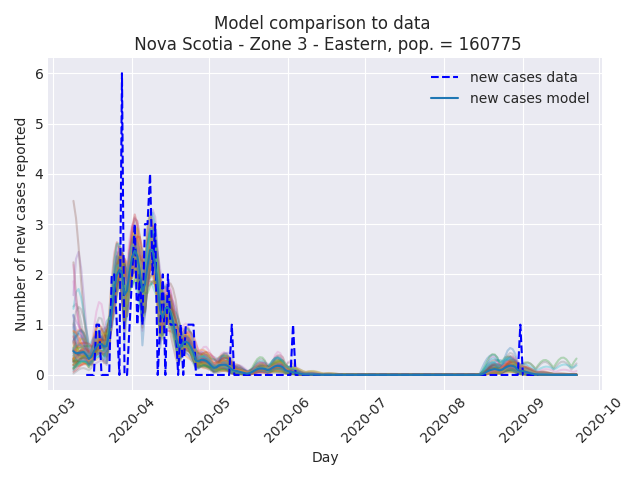 Model comparison to data
Nova Scotia - Zone 3 - Eastern, pop. = 160775
new cases data
new cases model
Number of new cases reported
6
5
4
3
2
1
0
2020-03
2020-04
2020-05
2020-06
2020-07
2020-08
2020-09
2020-10
Day